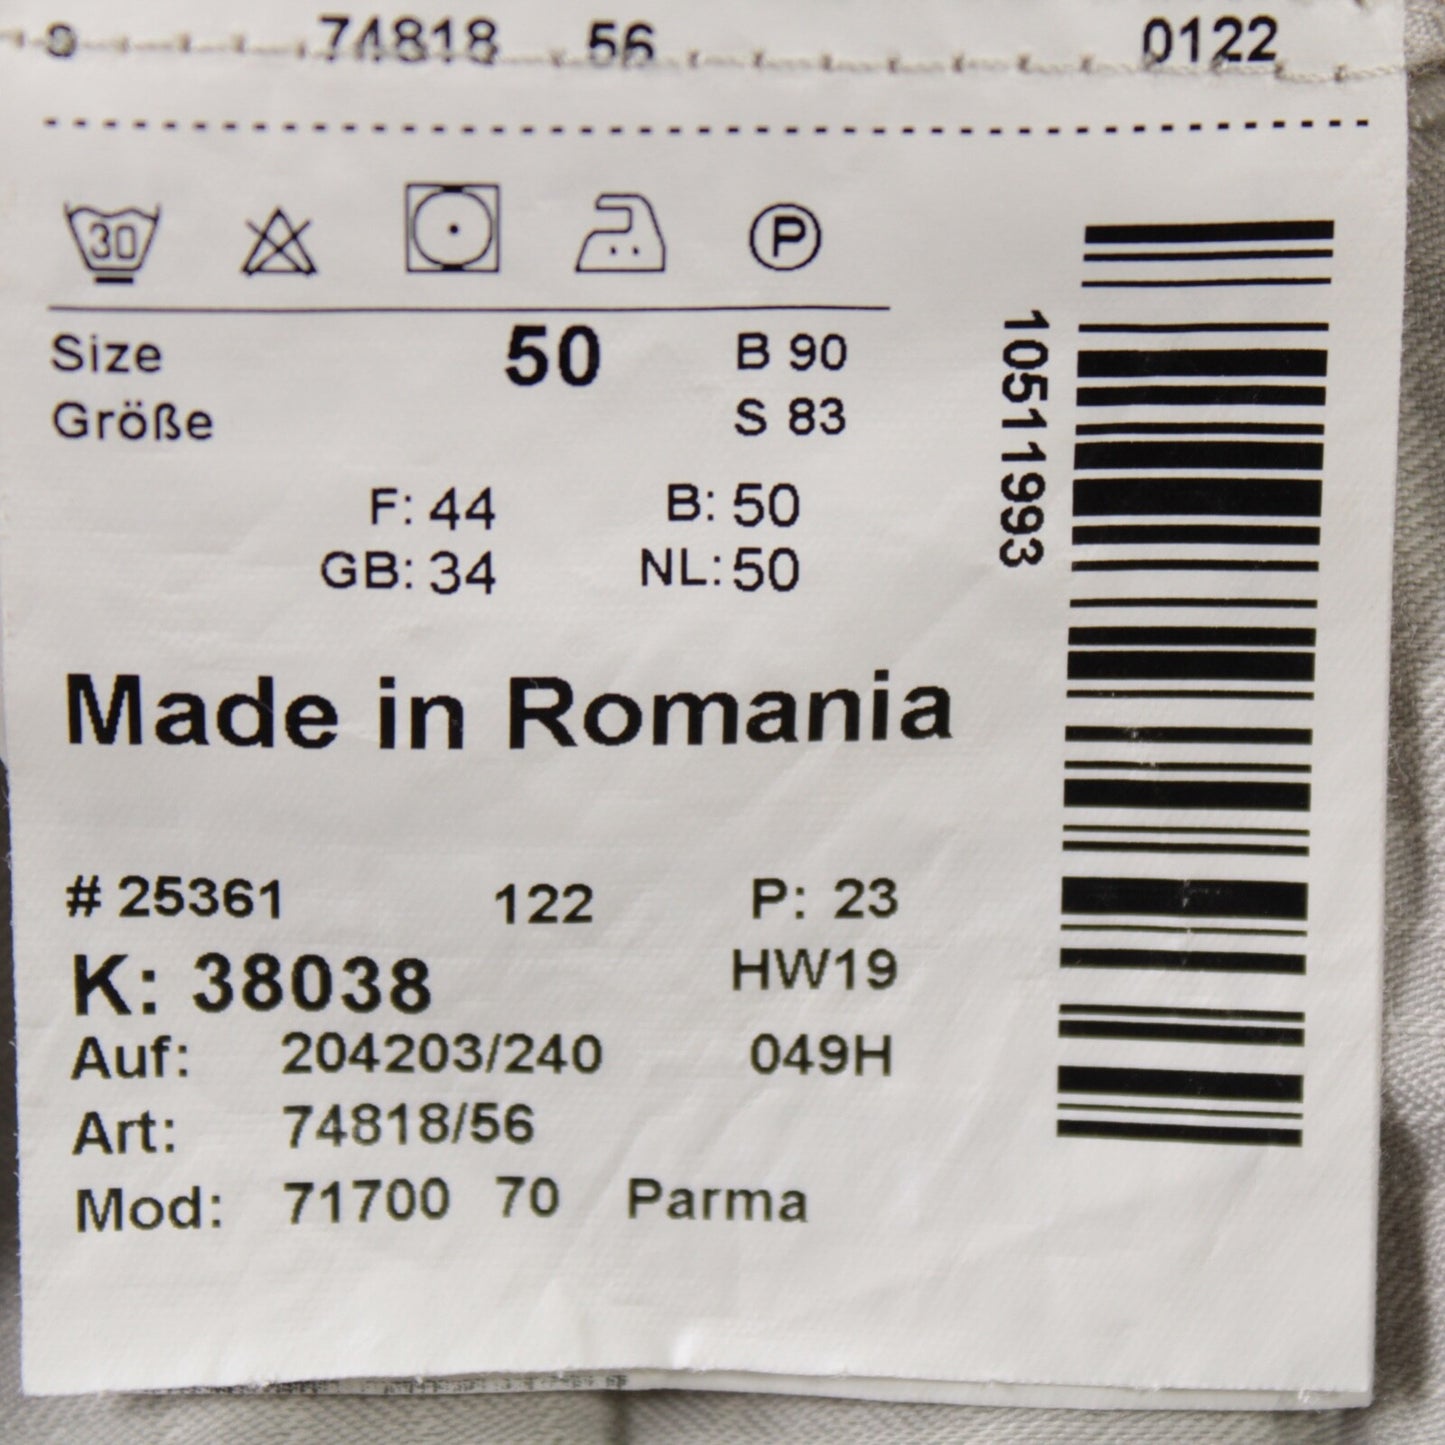 74818 56 0122
30 P
Size 50 B 90
Größe S 83
F: 44 B: 50
GB: 34 NL: 50
Made in Romania
# 25361 122 P: 23
K: 38038 HW19
Auf: 204203/240 049H
Art: 74818/56
Mod: 71700 70 Parma
10511993